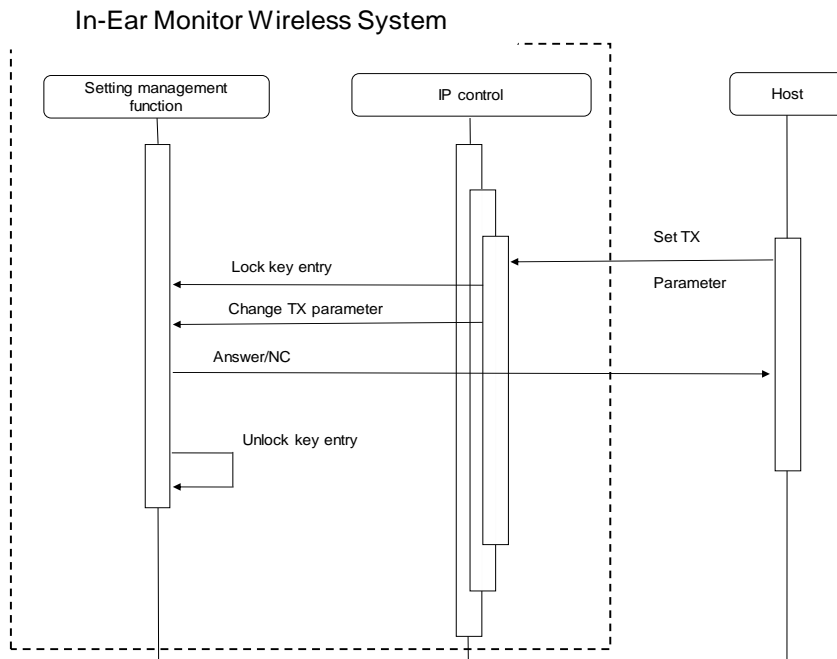 In-Ear Monitor Wireless System
Setting management
function
IP control
Host
Set TX
Lock key entry
Parameter
Change TX parameter
Answer/NC
Unlock key entry